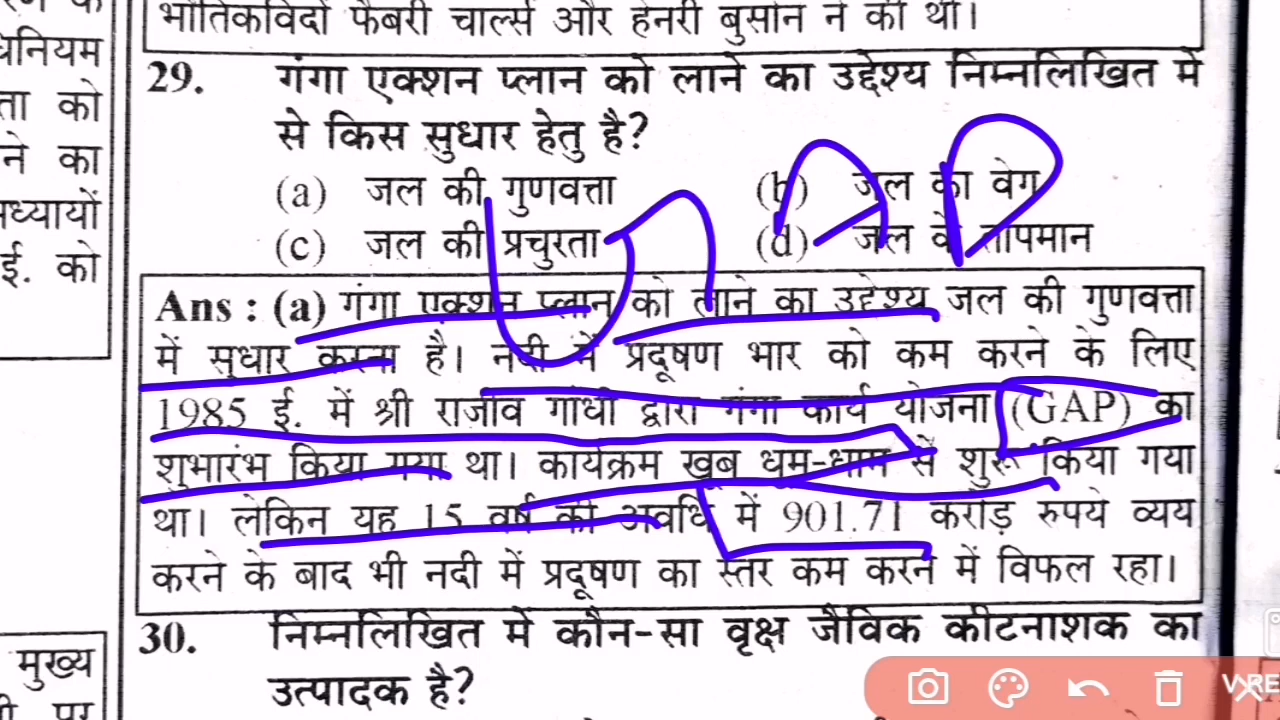 भौतिकविदों फैबरी चार्ल्स और हेनरी बुसोन ने की थी।
29. गंगा एक्शन प्लान को लाने का उद्देश्य निम्नलिखित में
से किस सुधार हेतु है?
(a) जल की गुणवत्ता (b) जल का वेग
(c) जल की प्रचुरता (d) जल के तापमान
Ans : (a) गंगा एक्शन प्लान को लाने का उद्देश्य जल की गुणवत्ता
में सुधार करना है। नदी में प्रदूषण भार को कम करने के लिए
1985 ई. में श्री राजीव गांधी द्वारा गंगा कार्य योजना (GAP) का
शुभारंभ किया गया था। कार्यक्रम खूब धूम-धाम से शुरू किया गया
था। लेकिन यह 15 वर्ष की अवधि में 901.71 करोड़ रुपये व्यय
करने के बाद भी नदी में प्रदूषण का स्तर कम करने में विफल रहा।
30. निम्नलिखित में कौन-सा वृक्ष जैविक कीटनाशक का
उत्पादक है?
ता को
ने का
ई. को
मुख्य
GAP